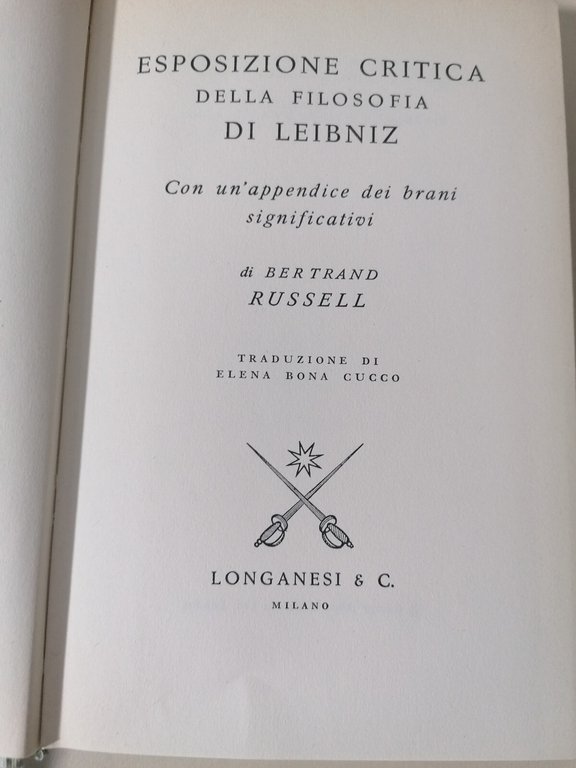 ESPOSIZIONE CRITICA
DELLA FILOSOFIA
DI LEIBNIZ
Con un'appendice dei brani
significativi
di BERTRAND
RUSSELL
TRADUZIONE DI
ELENA BONA CUCCO
LONGANESI & C.
MILANO